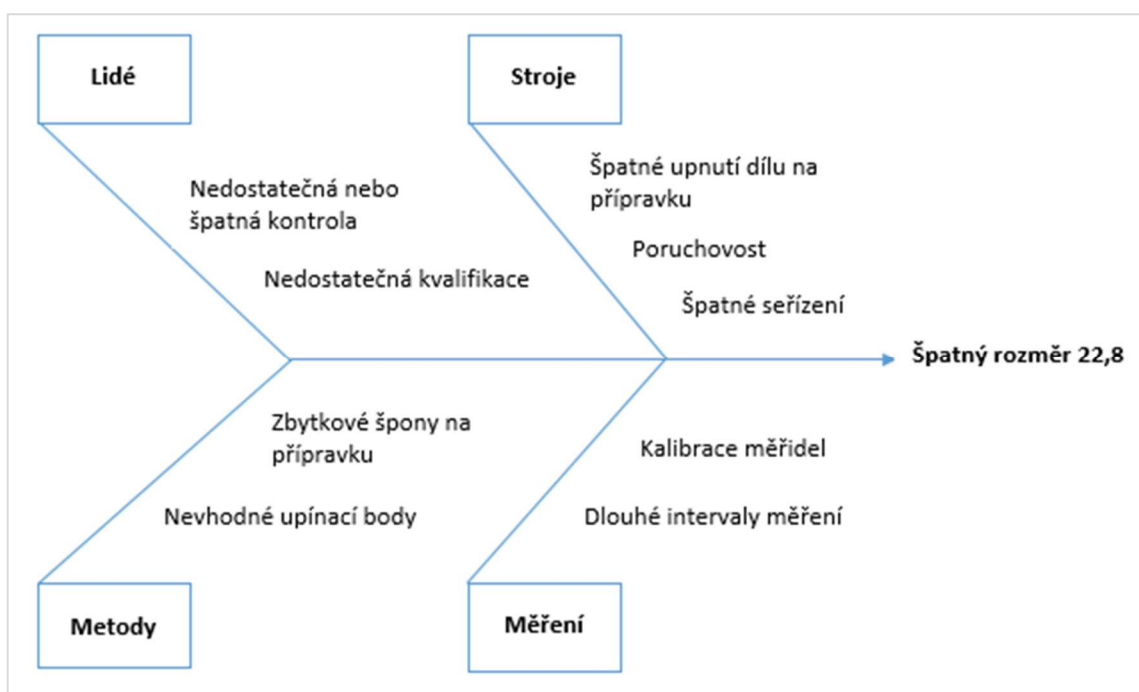 Lidé
Stroje
Nedostatečná nebo
špatná kontrola
Nedostatečná kvalifikace
Špatné upnutí dílu na
přípravku
Poruchovost
Špatné seřízení
Špatný rozměr 22,8
Zbytkové špony na
přípravku
Nevhodné upínací body
Kalibrace měřidel
Dlouhé intervaly měření
Metody
Měření